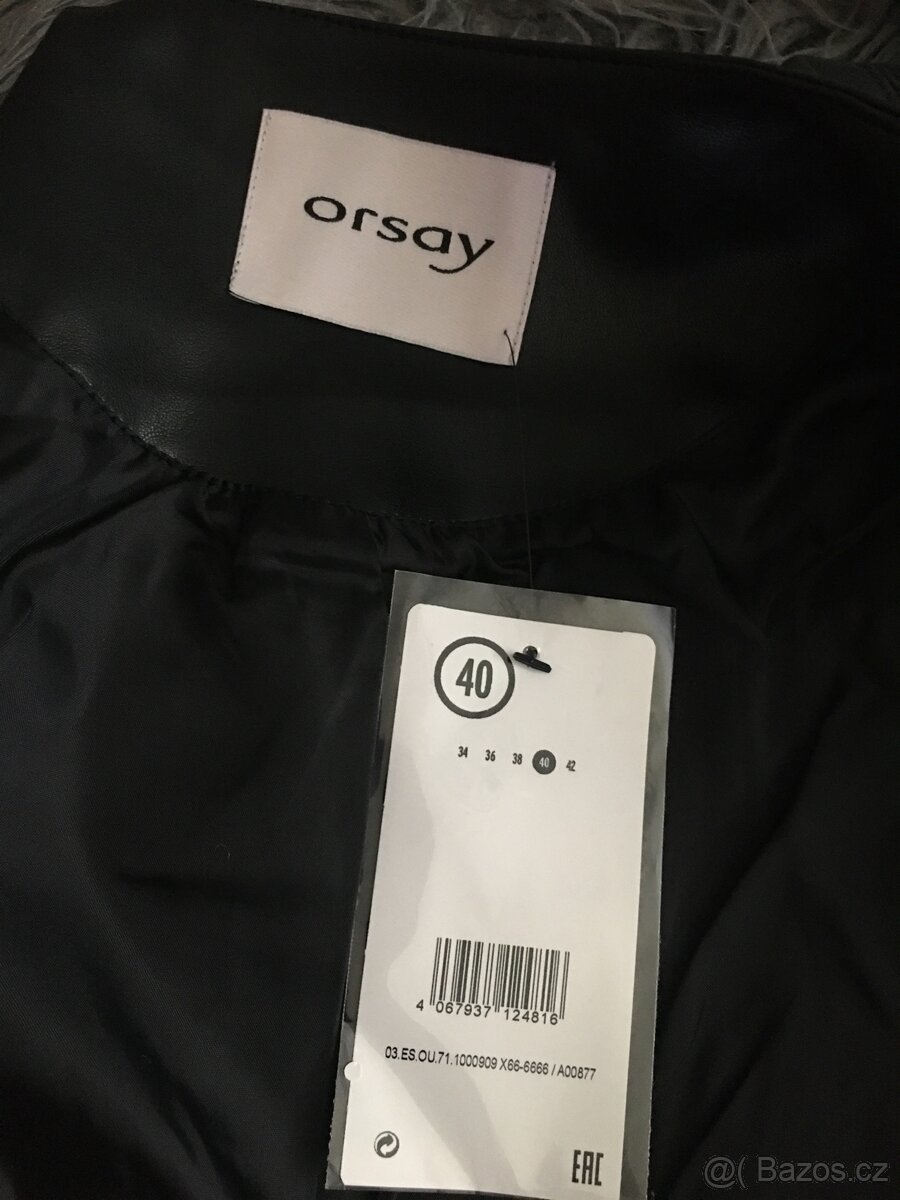 orsay
40
34 36 38 40 42
4 067937 124816
03.ES.OU.71.1000909 X66-6666 / A00877
EAC
@( Bazos.cz